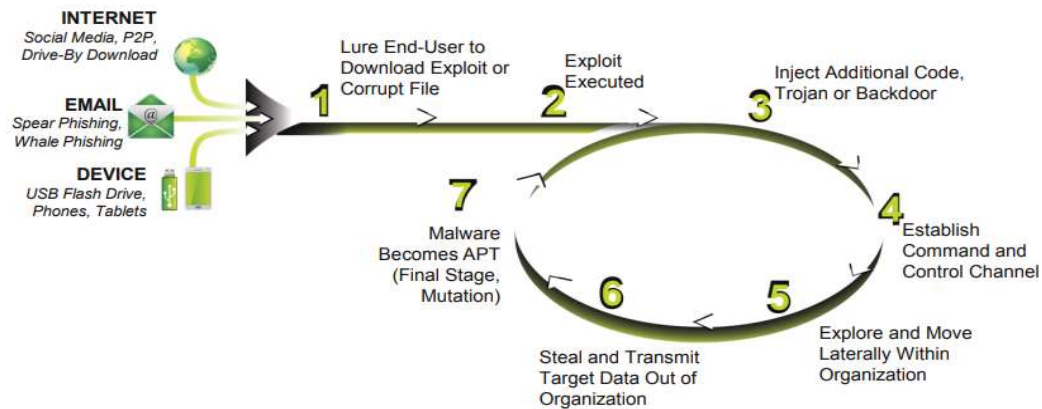 INTERNET
Social Media, P2P,
Drive-By Download
EMAIL
Spear Phishing,
Whale Phishing
@
DEVICE
USB Flash Drive,
Phones, Tablets
1
Lure End-User to
Download Exploit or
Corrupt File
2
Exploit
Executed
3
Inject Additional Code,
Trojan or Backdoor
4
Establish
Command and
Control Channel
5
Explore and Move
Laterally Within
Organization
6
Steal and Transmit
Target Data Out of
Organization
7
Malware
Becomes APT
(Final Stage,
Mutation)